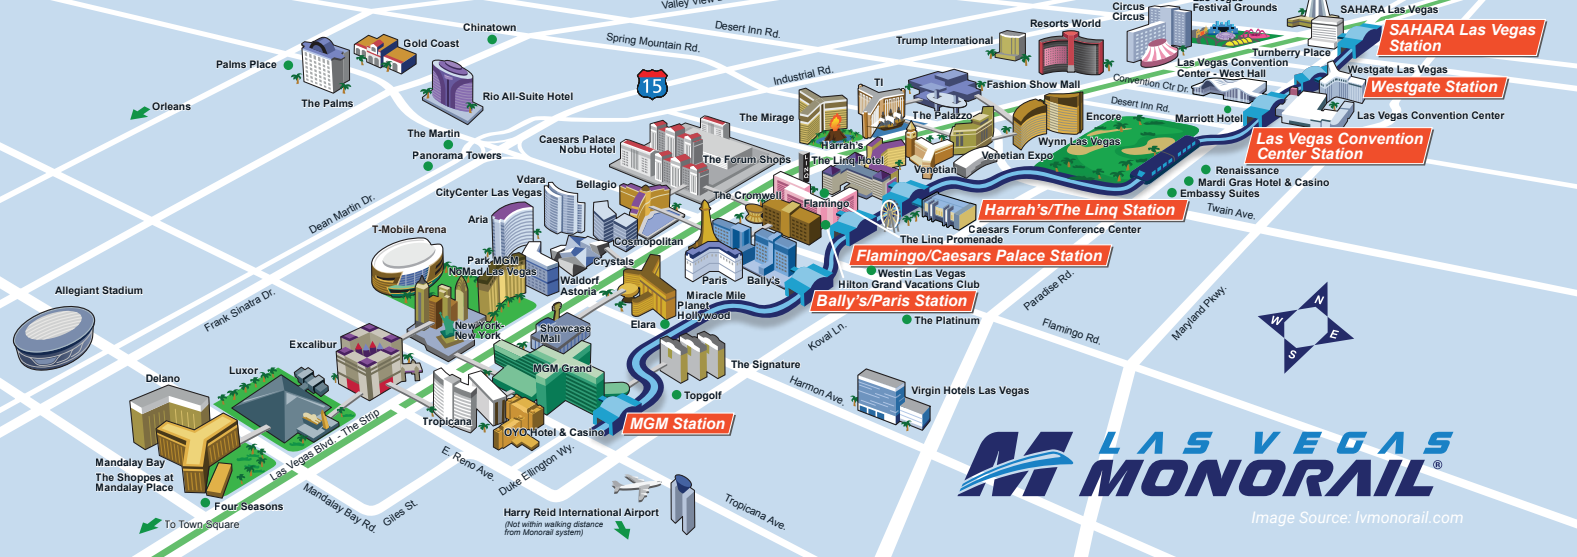 Valley View
Desert Inn Rd.
Spring Mountain Rd.
Chinatown
Gold Coast
Palms Place
The Palms
Orleans
Rio All-Suite Hotel
The Martin
Panorama Towers
15
Industrial Rd.
Trump International
Resorts World
Circus
Circus
Festival Grounds
SAHARA Las Vegas
SAHARA Las Vegas
Station
Turnberry Place
Las Vegas Convention
Center - West Hall
Westgate Las Vegas
Westgate Station
Convention Ctr Dr.
Desert Inn Rd.
Marriott Hotel
Las Vegas Convention Center
Las Vegas Convention
Center Station
TI
Fashion Show Mall
The Mirage
The Palazzo
Encore
Wynn Las Vegas
Harrah's
The Linq Hotel
LINQ
Venetian
Venetian Expo
Caesars Palace
Nobu Hotel
The Forum Shops
Renaissance
Mardi Gras Hotel & Casino
Embassy Suites
Twain Ave.
Vdara
CityCenter Las Vegas
Bellagio
The Cromwell
Flamingo
Harrah's/The Linq Station
Caesars Forum Conference Center
The Linq Promenade
Dean Martin Dr.
Aria
Cosmopolitan
T-Mobile Arena
Park MGM
NoMad Las Vegas
Crystals
Waldorf
Astoria
Paris
Bally's
Flamingo/Caesars Palace Station
Westin Las Vegas
Hilton Grand Vacations Club
Bally's/Paris Station
Miracle Mile
Planet
Hollywood
Elara
The Platinum
Paradise Rd.
Maryland Pkwy.
Flamingo Rd.
Koval Ln.
Allegiant Stadium
Frank Sinatra Dr.
New York-
New York
Showcase
Mall
Excalibur
MGM Grand
The Signature
Harmon Ave.
Virgin Hotels Las Vegas
N
W
E
S
Delano
Luxor
Topgolf
Tropicana
OYO Hotel & Casino
MGM Station
Las Vegas Blvd. - The Strip
Mandalay Bay
The Shoppes at
Mandalay Place
E. Reno Ave.
Duke Ellington Wy.
Four Seasons
To Town Square
Mandalay Bay Rd.
Giles St.
Harry Reid International Airport
(Not within walking distance
from Monorail system)
Tropicana Ave.
LAS VEGAS
MONORAIL®
Image Source: lvmonorail.com